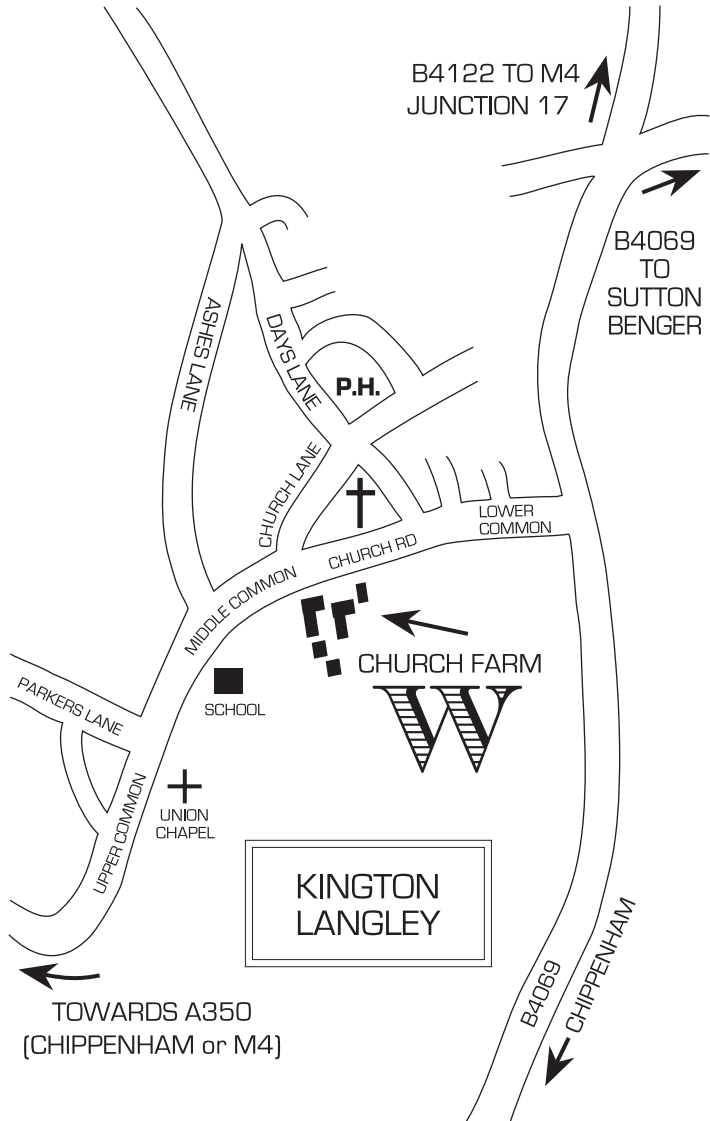 B4122 TO M4
JUNCTION 17
B4069
TO
SUTTON
BENGER
ASHES LANE
DAYS LANE
P.H.
CHURCH LANE
LOWER
COMMON
CHURCH RD
MIDDLE COMMON
CHURCH FARM
W
SCHOOL
PARKERS LANE
UNION
CHAPEL
UPPER COMMON
KINGTON
LANGLEY
CHIPPENHAM
B4069
TOWARDS A350
(CHIPPENHAM or M4)